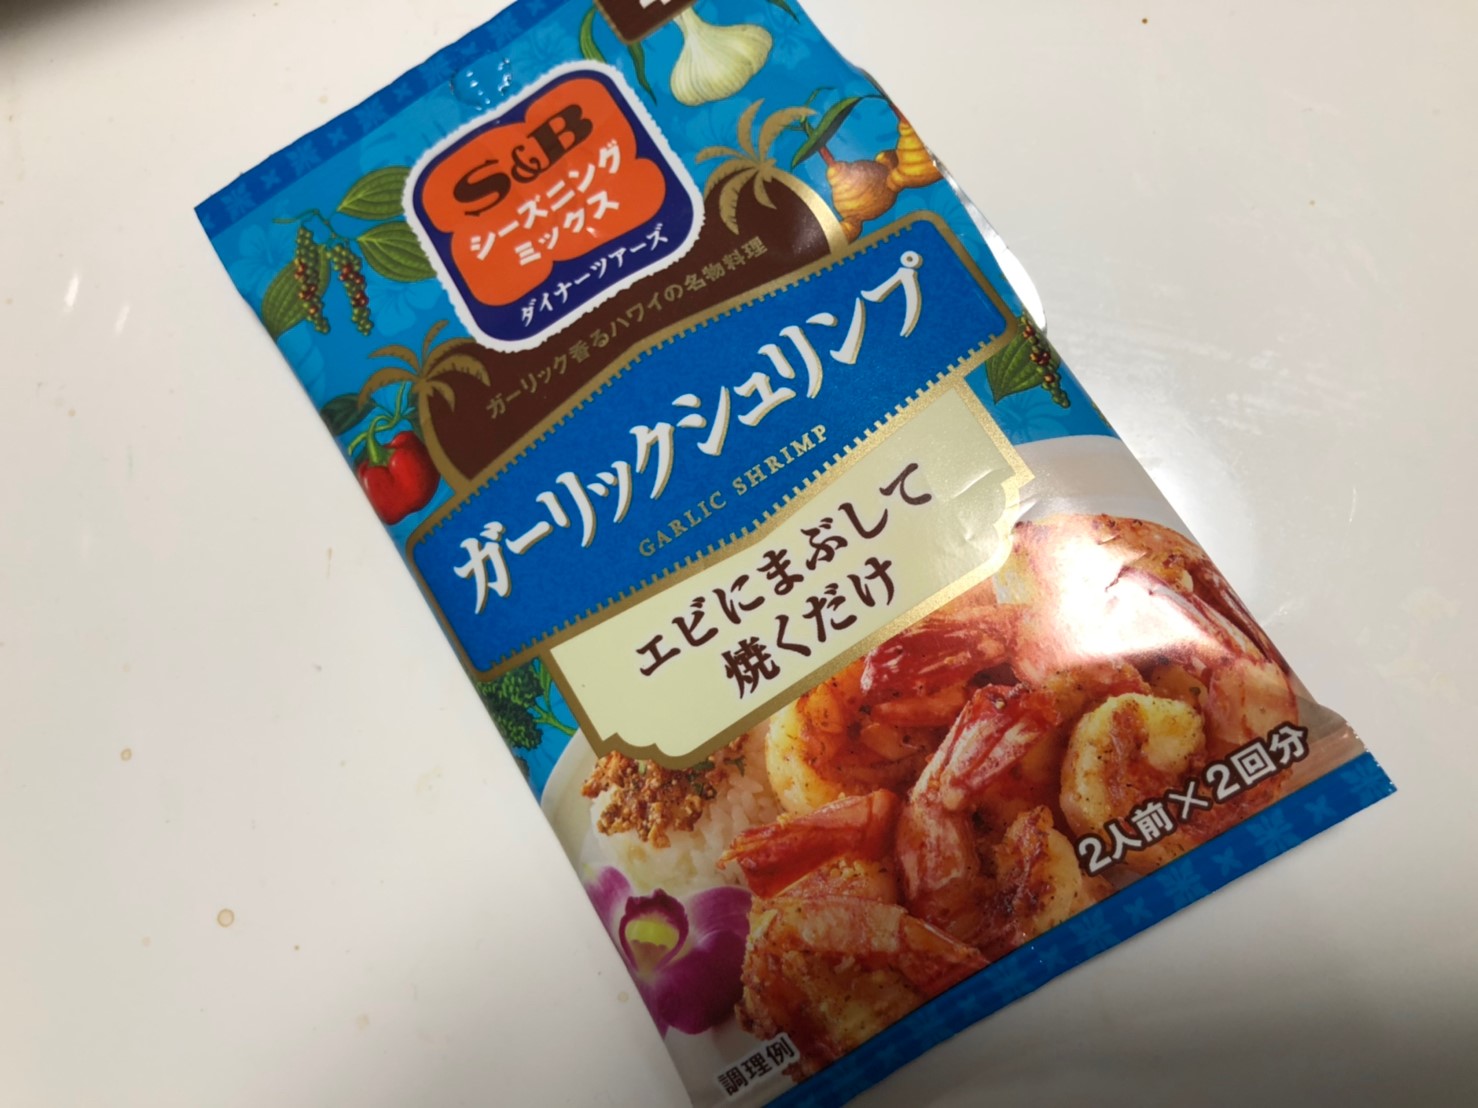 S&B
シーズニング
ミックス
ダイナーツアーズ
ガーリック香るハワイの名物料理
ガーリックシュリンプ
GARLIC SHRIMP
エビにまぶして
焼くだけ
2人前×2回分
調理例